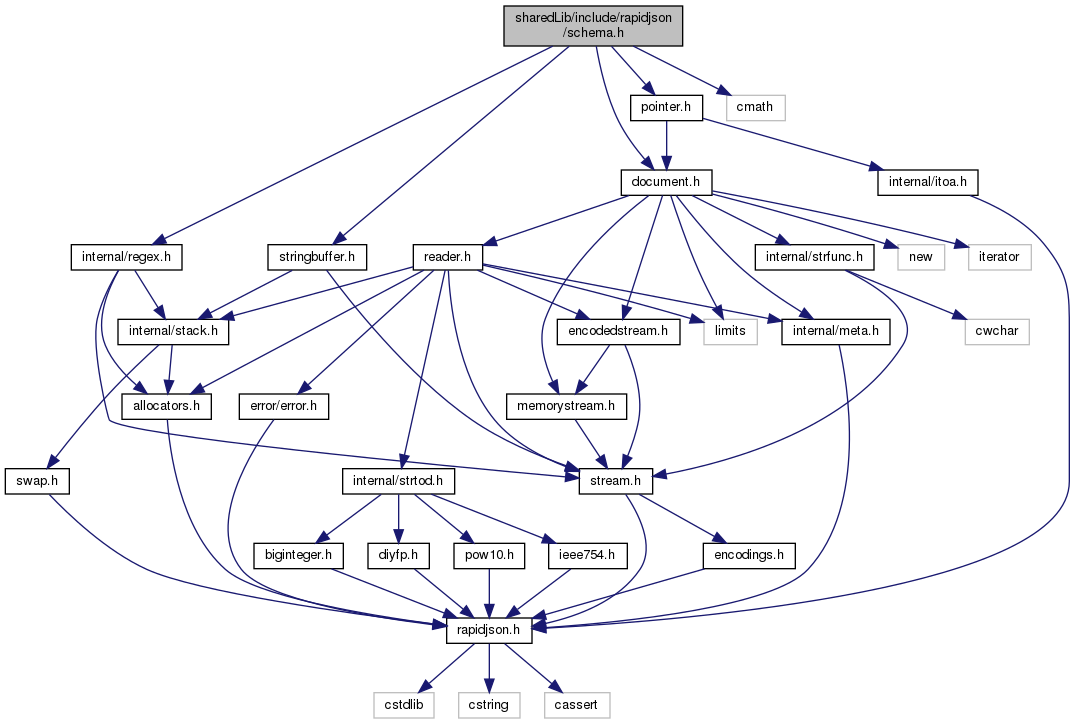 sharedLib/include/rapidjson
/schema.h
pointer.h
cmath
document.h
internal/itoa.h
internal/regex.h
stringbuffer.h
reader.h
internal/strfunc.h
new
iterator
internal/stack.h
encodedstream.h
limits
internal/meta.h
cwchar
allocators.h
error/error.h
memorystream.h
swap.h
internal/strtod.h
stream.h
biginteger.h
diyfp.h
pow10.h
ieee754.h
encodings.h
rapidjson.h
cstdlib
cstring
cassert